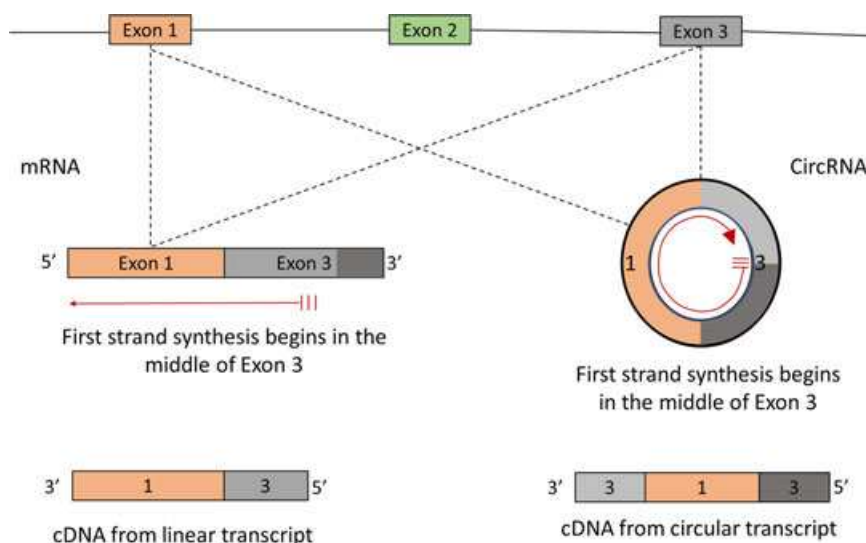 Exon 1
Exon 2
Exon 3
mRNA
CircRNA
5’
Exon 1
Exon 3
3’
1
3
First strand synthesis begins in the
middle of Exon 3
First strand synthesis begins
in the middle of Exon 3
3’
1
3
5’
3’
3
1
3
5’
cDNA from linear transcript
cDNA from circular transcript